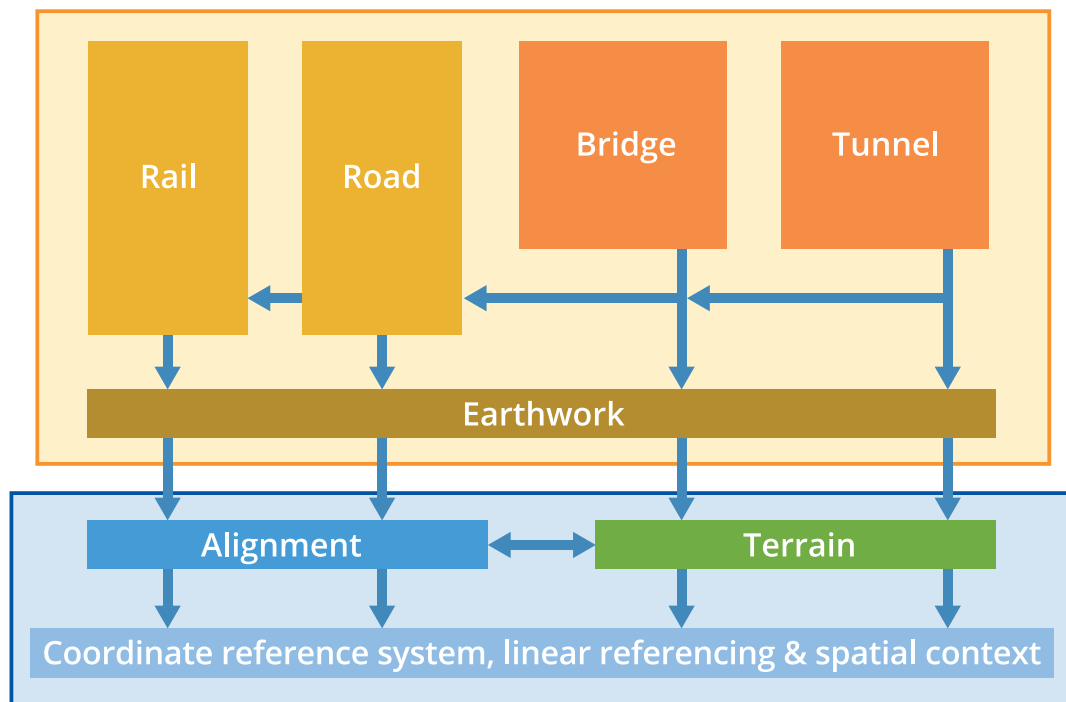 Rail
Road
Bridge
Tunnel
Earthwork
Alignment
Terrain
Coordinate reference system, linear referencing & spatial context